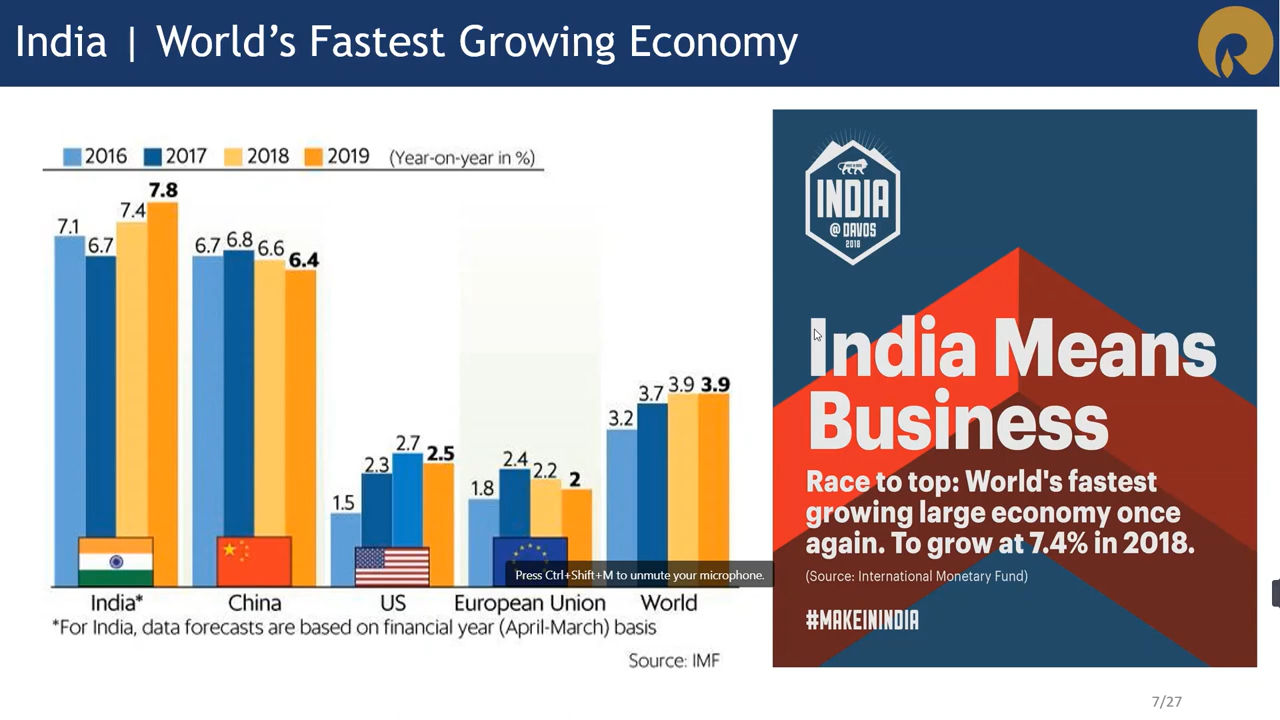 India | World's Fastest Growing Economy
2016 2017 2018 2019 (Year-on-year in %)
7.1 6.7 7.4 7.8
6.7 6.8 6.6 6.4
1.5 2.3 2.7 2.5
1.8 2.4 2.2 2
3.2 3.7 3.9 3.9
India* China US European Union World
*For India, data forecasts are based on financial year (April-March) basis
Source: IMF
Press Ctrl+Shift+M to unmute your microphone.
INDIA
@ DAVOS
2018
India Means
Business
Race to top: World's fastest
growing large economy once
again. To grow at 7.4% in 2018.
(Source: International Monetary Fund)
#MAKEININDIA
7/27